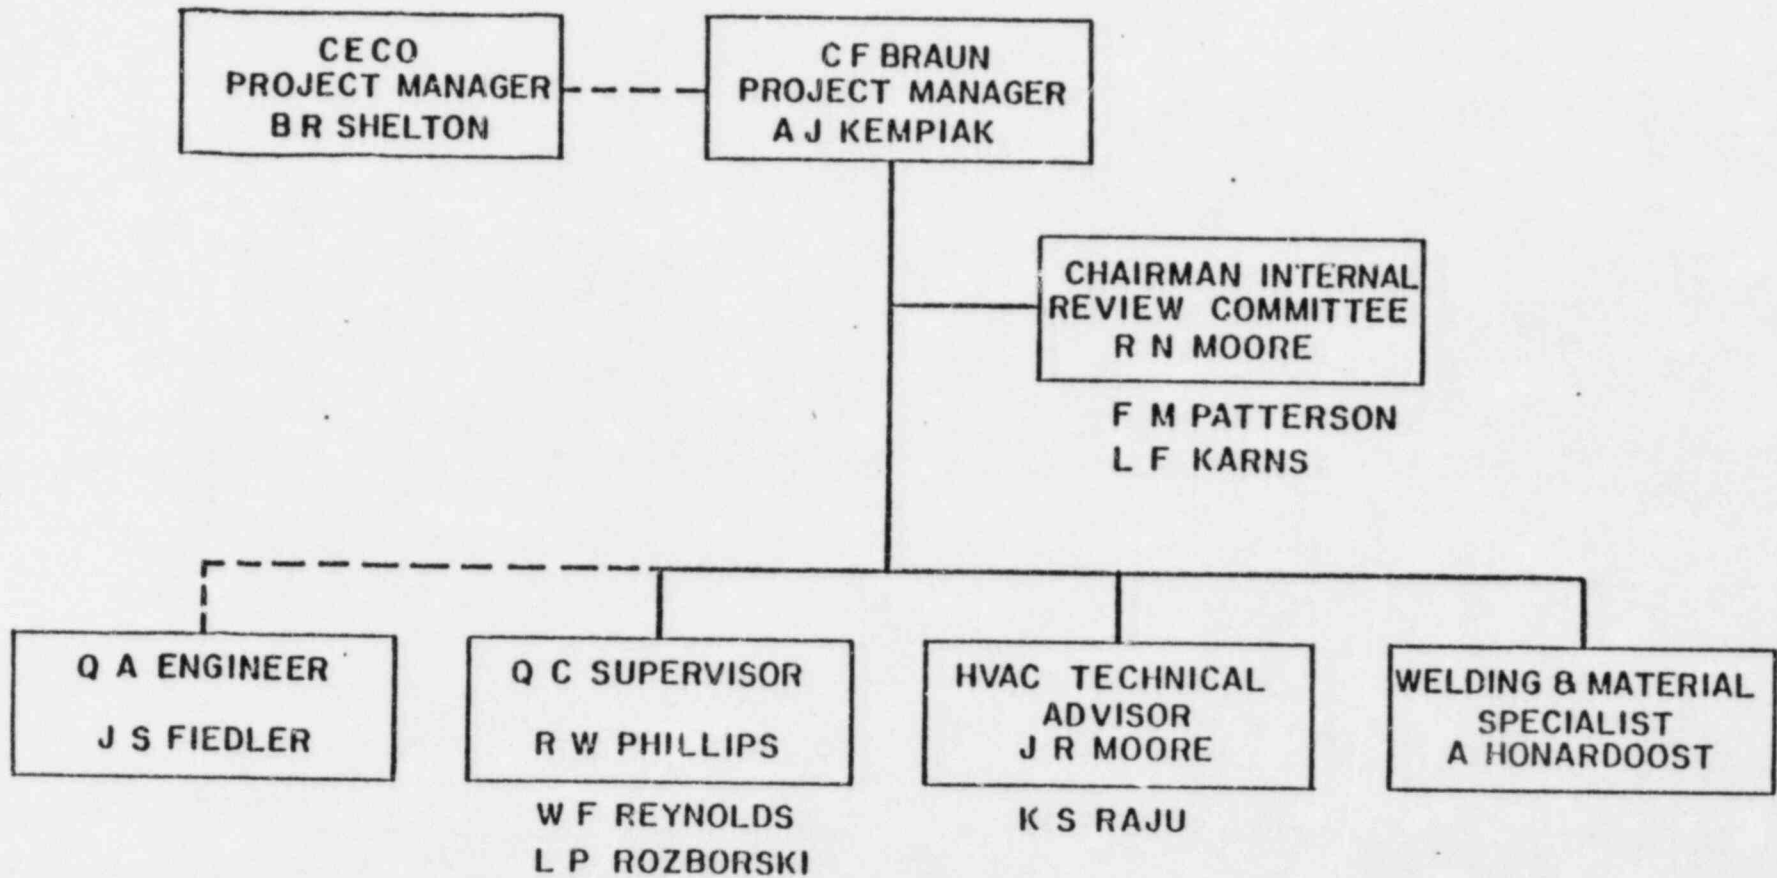 CECO
PROJECT MANAGER
B R SHELTON
C F BRAUN
PROJECT MANAGER
A J KEMPIAK
CHAIRMAN INTERNAL
REVIEW COMMITTEE
R N MOORE
F M PATTERSON
L F KARNS
Q A ENGINEER
J S FIEDLER
Q C SUPERVISOR
R W PHILLIPS
W F REYNOLDS
L P ROZBORSKI
HVAC TECHNICAL
ADVISOR
J R MOORE
K S RAJU
WELDING & MATERIAL
SPECIALIST
A HONARDOOST